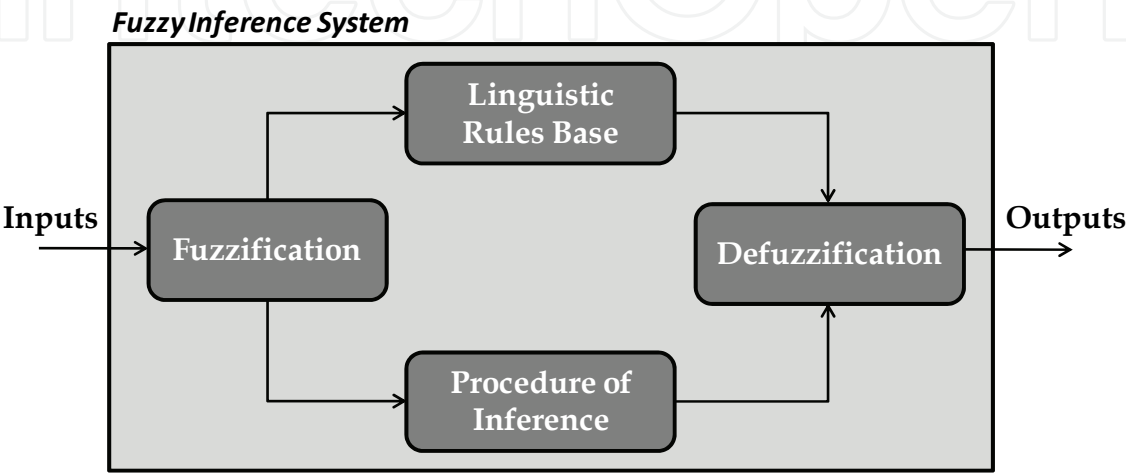 Fuzzy Inference System
Linguistic
Rules Base
Inputs
Fuzzification
Defuzzification
Outputs
Procedure of
Inference